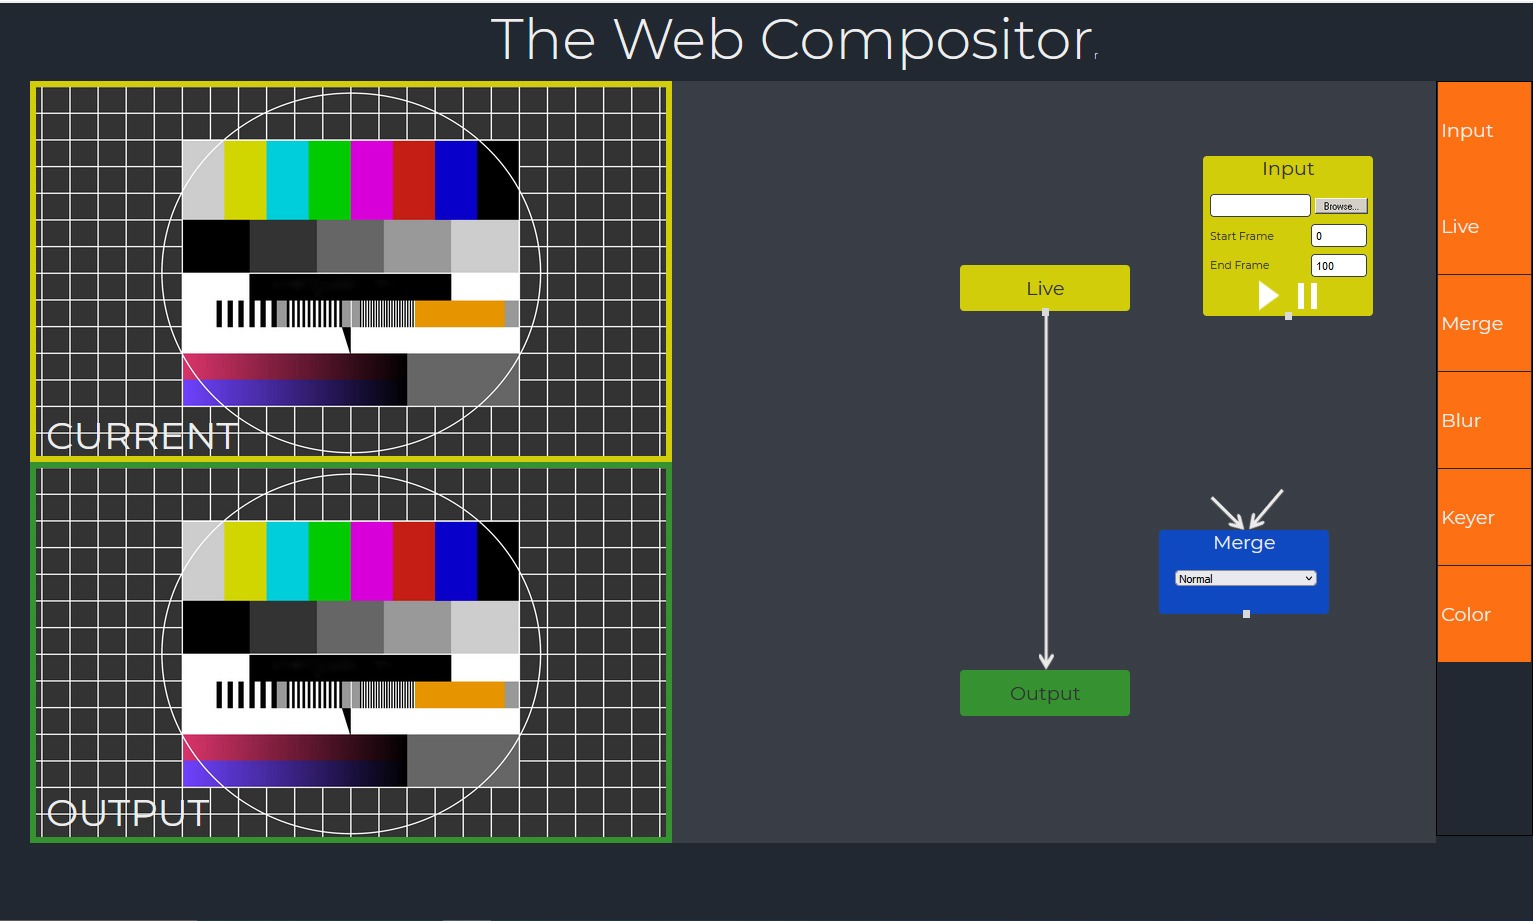 The Web Compositor
r
CURRENT
OUTPUT
Live
Output
Input
Browse...
Start Frame 0
End Frame 100
Merge
Normal
Input
Live
Merge
Blur
Keyer
Color